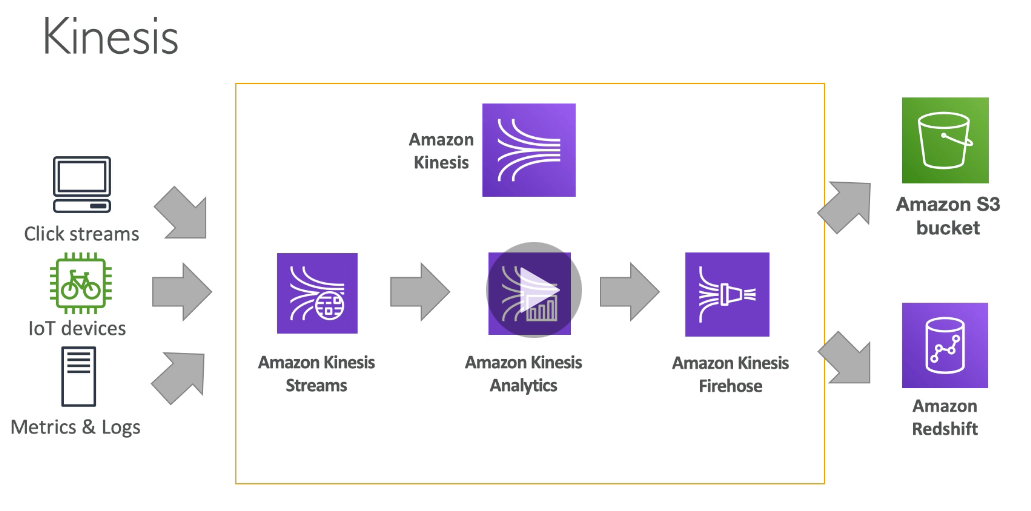 Kinesis
Amazon
Kinesis
Click streams
IoT devices
Metrics & Logs
Amazon Kinesis
Streams
Amazon Kinesis
Analytics
Amazon Kinesis
Firehose
Amazon S3
bucket
Amazon
Redshift